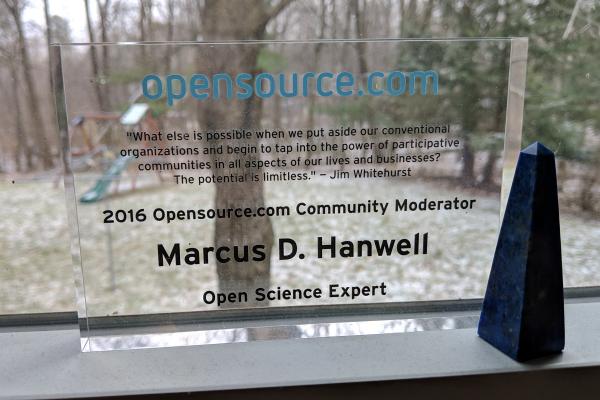 opensource.com
"What else is possible when we put aside our conventional
organizations and begin to tap into the power of participative
communities in all aspects of our lives and businesses?
The potential is limitless." – Jim Whitehurst
2016 Opensource.com Community Moderator
Marcus D. Hanwell
Open Science Expert